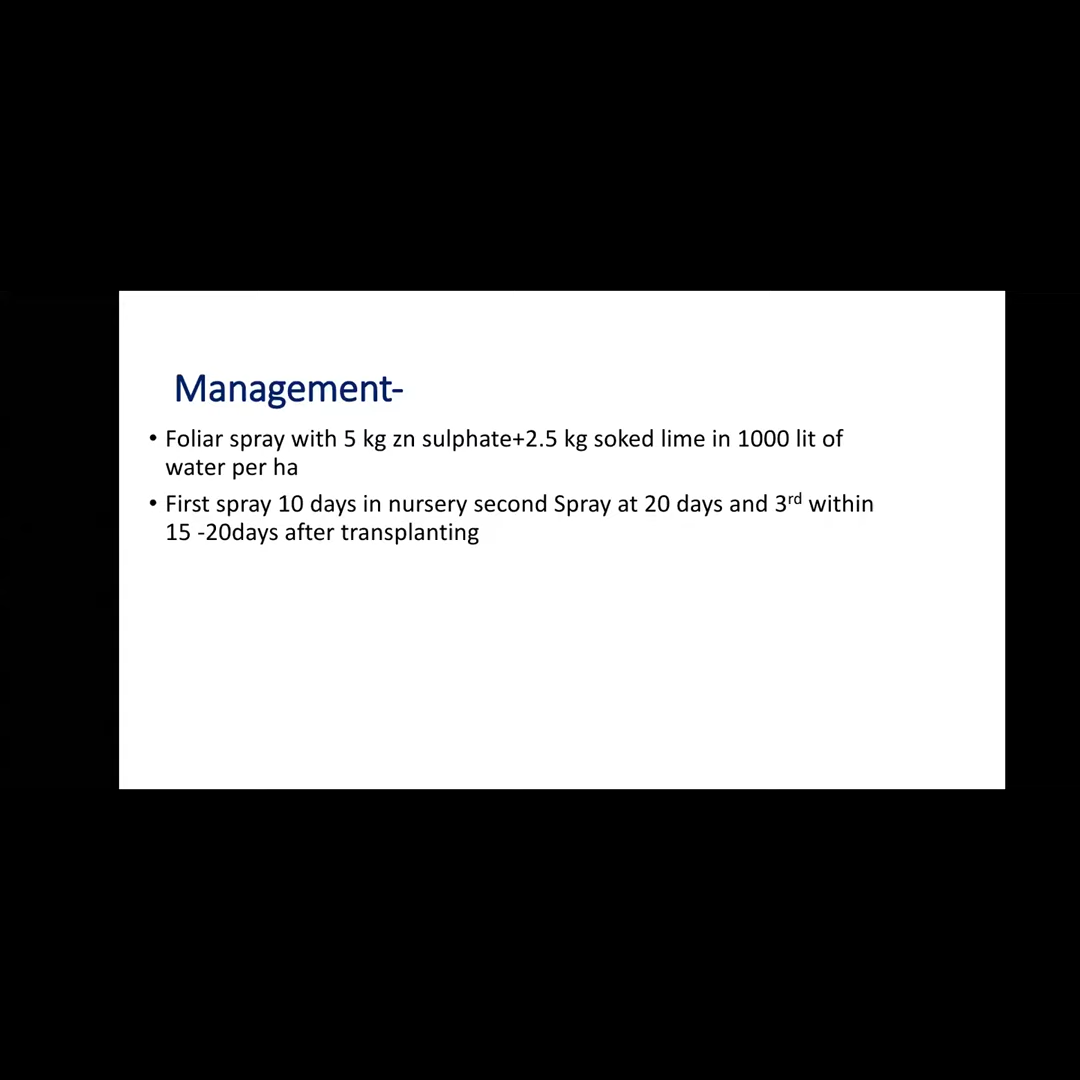 Management-
• Foliar spray with 5 kg zn sulphate+2.5 kg soked lime in 1000 lit of
water per ha
• First spray 10 days in nursery second Spray at 20 days and 3rd within
15 -20days after transplanting